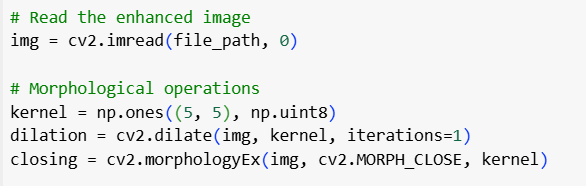 # Read the enhanced image
img = cv2.imread(file_path, 0)
# Morphological operations
kernel = np.ones((5, 5), np.uint8)
dilation = cv2.dilate(img, kernel, iterations=1)
closing = cv2.morphologyEx(img, cv2.MORPH_CLOSE, kernel)